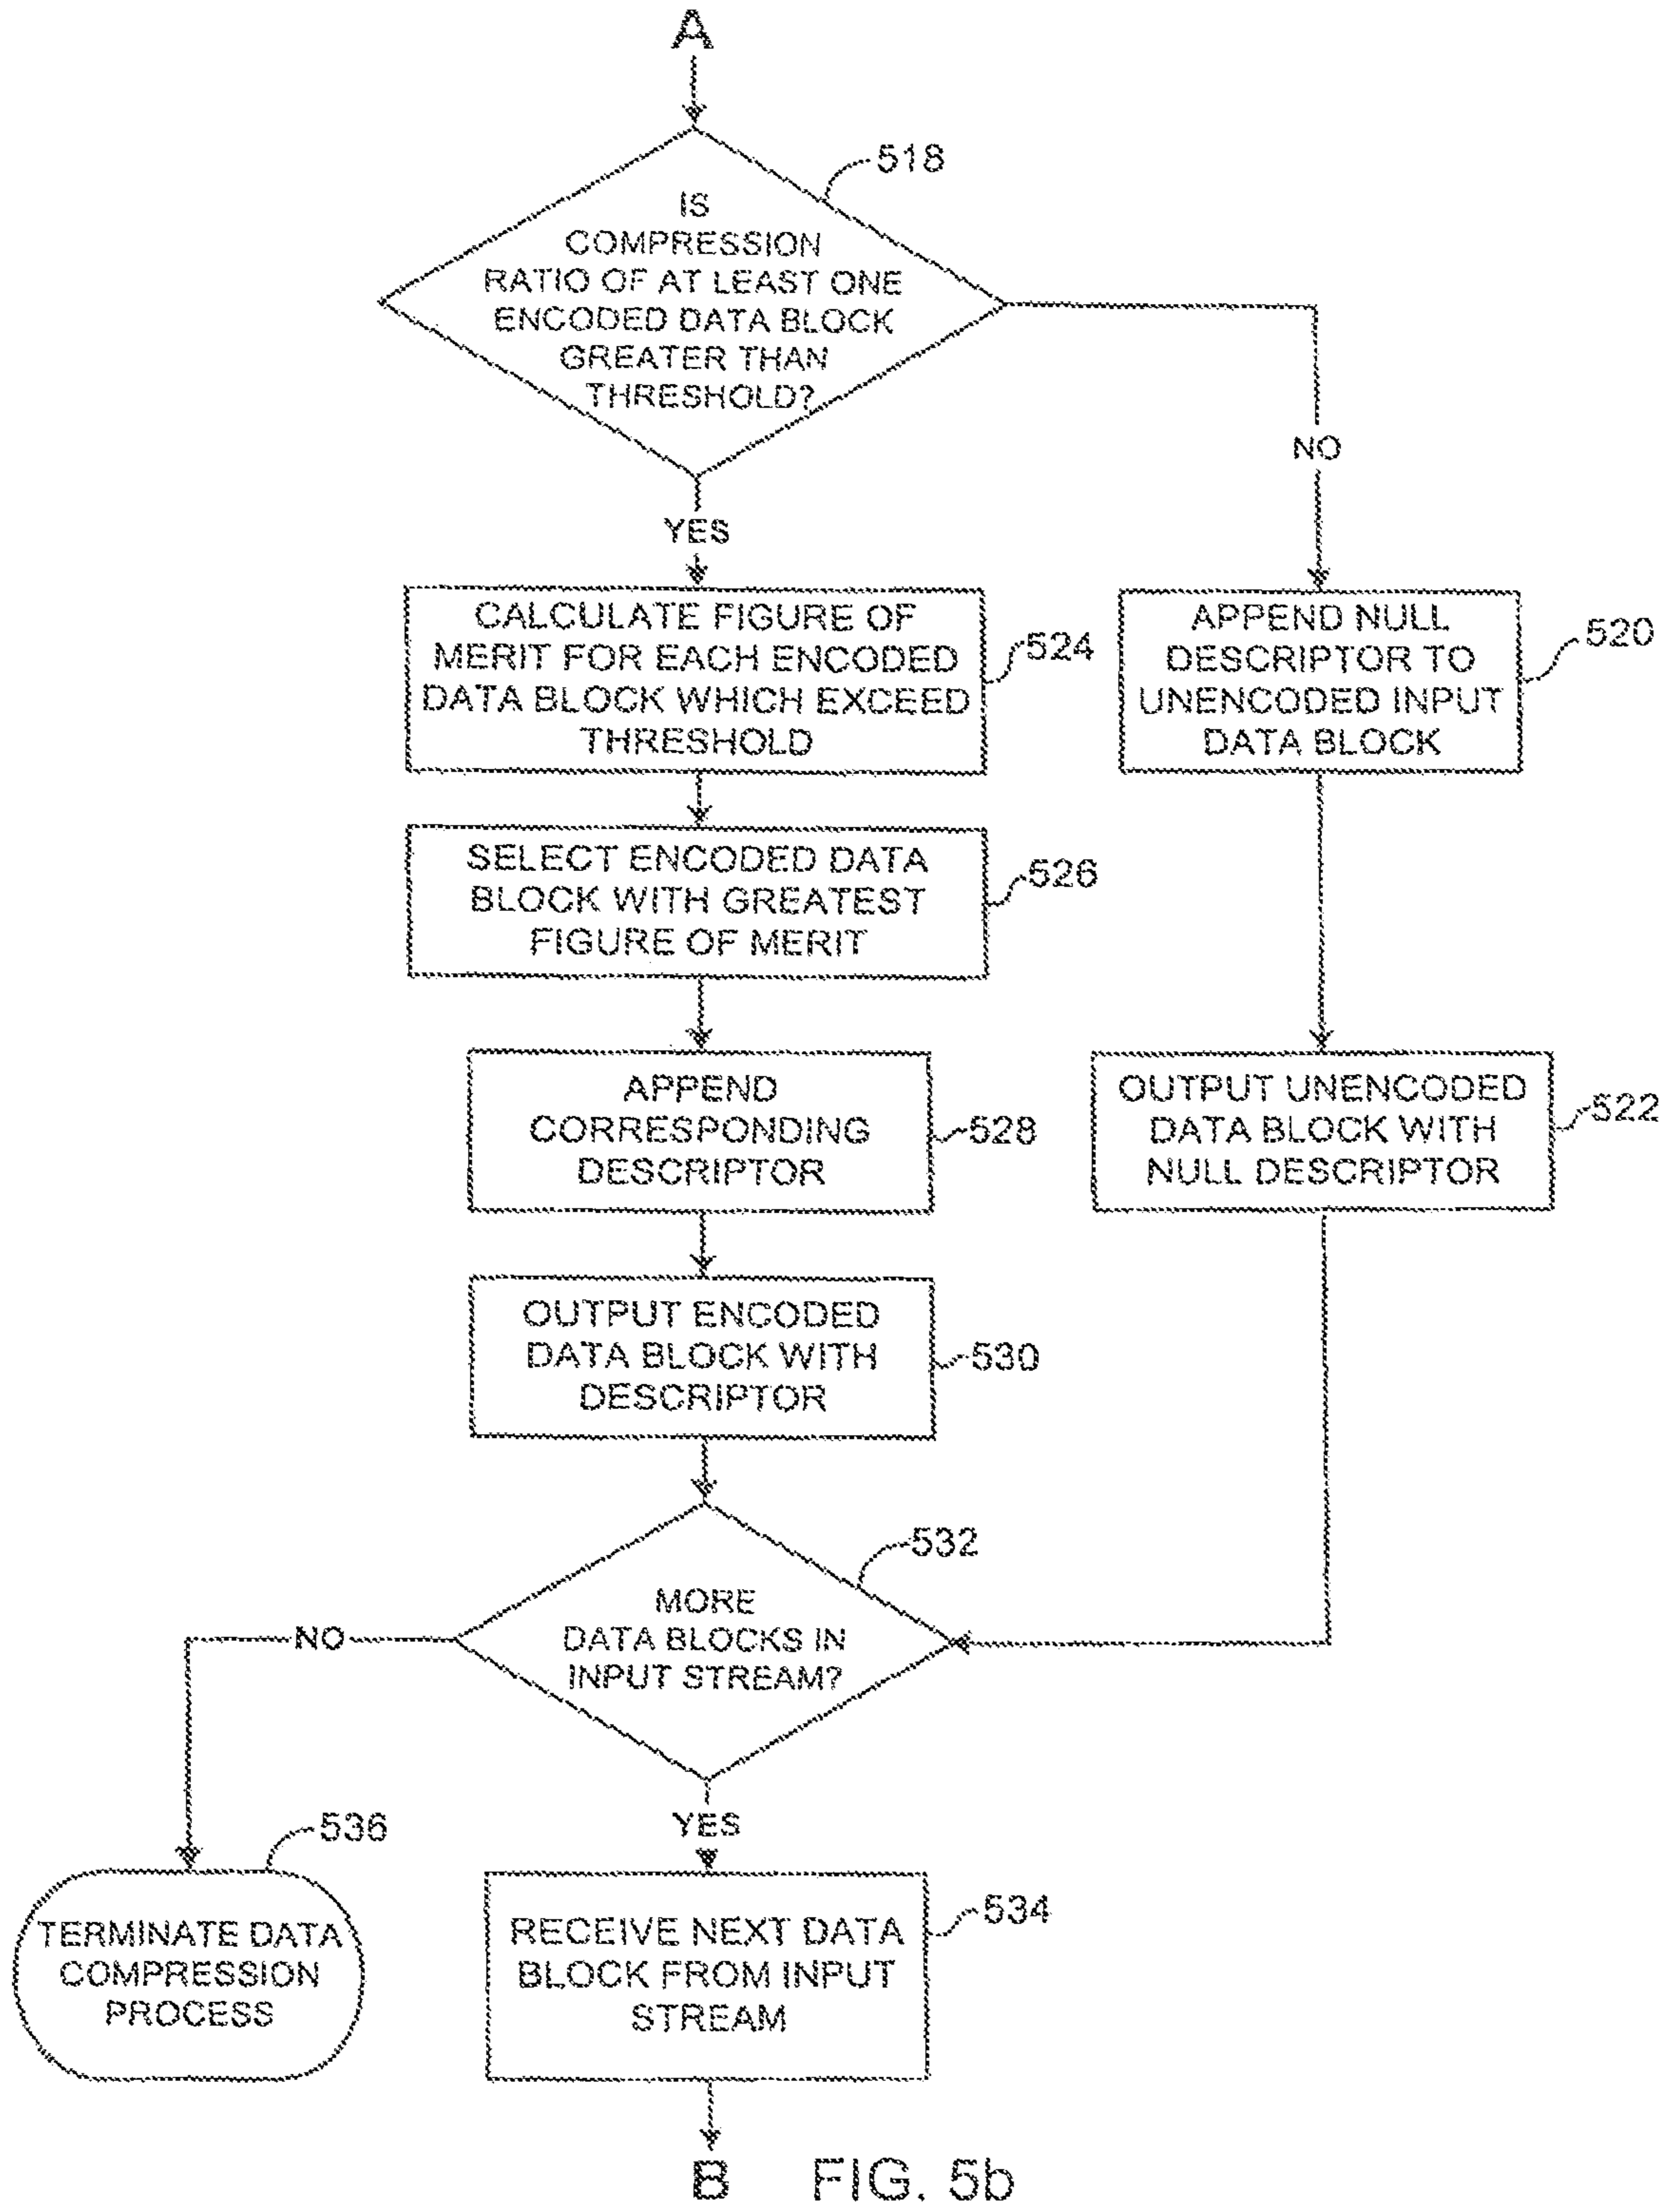 A
518
IS
COMPRESSION
RATIO OF AT LEAST ONE
ENCODED DATA BLOCK
GREATER THAN
THRESHOLD?
NO
YES
CALCULATE FIGURE OF
MERIT FOR EACH ENCODED
DATA BLOCK WHICH EXCEED
THRESHOLD
524
APPEND NULL
DESCRIPTOR TO
UNENCODED INPUT
DATA BLOCK
520
SELECT ENCODED DATA
BLOCK WITH GREATEST
FIGURE OF MERIT
526
APPEND
CORRESPONDING
DESCRIPTOR
528
OUTPUT UNENCODED
DATA BLOCK WITH
NULL DESCRIPTOR
522
OUTPUT ENCODED
DATA BLOCK WITH
DESCRIPTOR
530
532
MORE
DATA BLOCKS IN
INPUT STREAM?
NO
YES
536
TERMINATE DATA
COMPRESSION
PROCESS
RECEIVE NEXT DATA
BLOCK FROM INPUT
STREAM
534
B
FIG. 5b